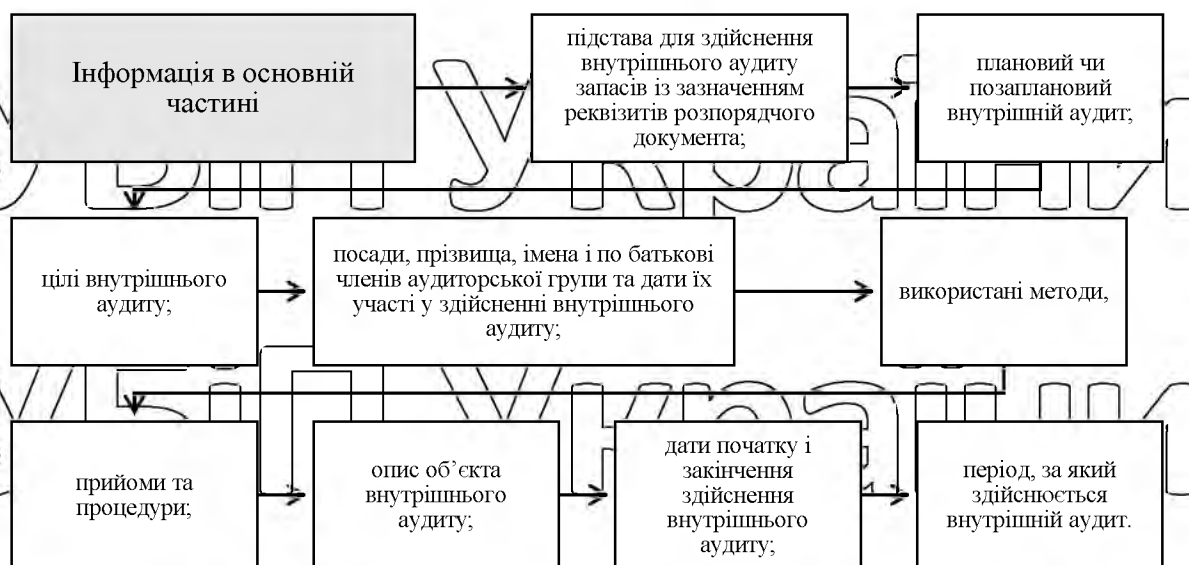 Інформація в основній
частині
підстава для здійснення
внутрішнього аудиту
запасів із зазначенням
реквізитів розпорядчого
документа;
плановий чи
позаплановий
внутрішній аудит;
цілі внутрішнього
аудиту;
посади, прізвища, імена і по батькові
членів аудиторської групи та дати їх
участі у здійсненні внутрішнього
аудиту;
використані методи,
прийоми та
процедури;
опис об’єкта
внутрішнього
аудиту;
дати початку і
закінчення
здійснення
внутрішнього
аудиту;
період, за який
здійснюється
внутрішній аудит.